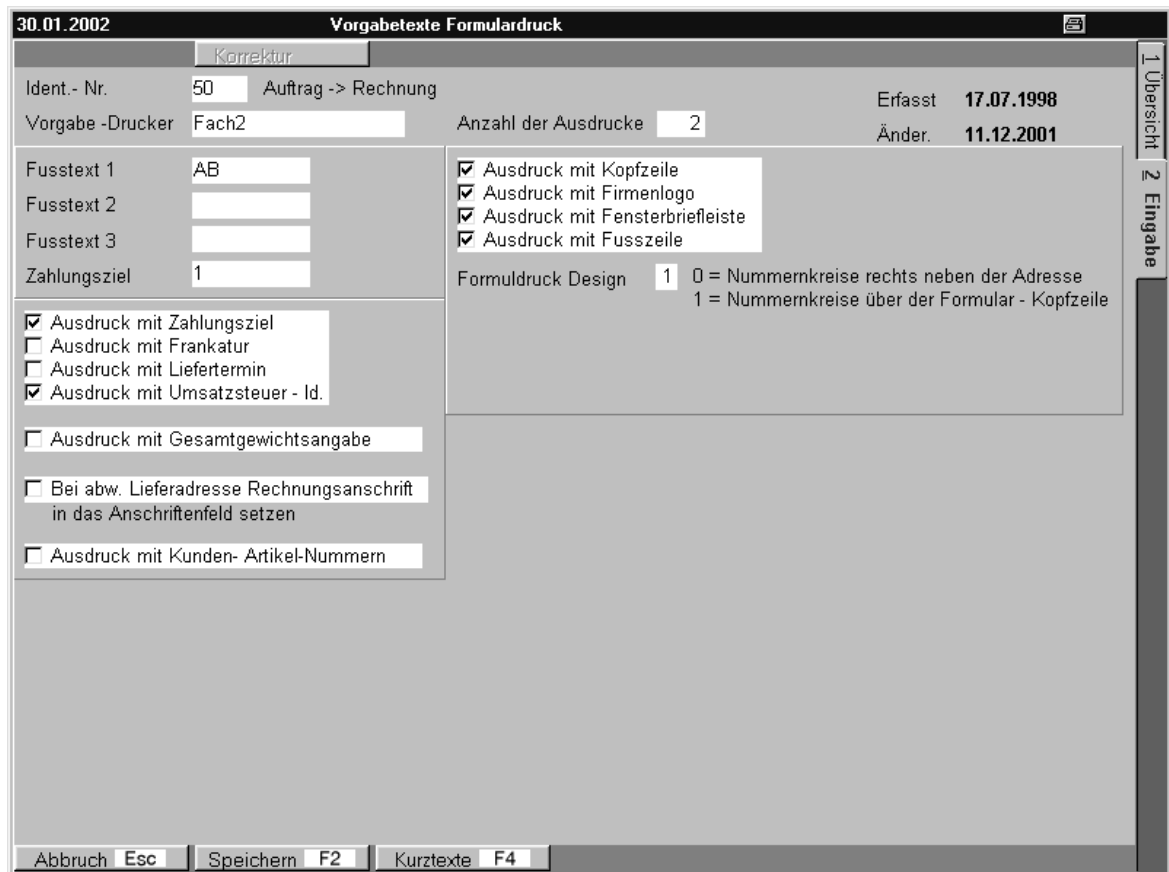 30.01.2002 Vorgabetexte Formulardruck
Korrektur
Ident.- Nr. 50 Auftrag -> Rechnung
Erfasst 17.07.1998
Vorgabe -Drucker Fach2 Anzahl der Ausdrucke 2
Änder. 11.12.2001
1 Übersicht
2 Eingabe
Fusstext 1 AB
Fusstext 2
Fusstext 3
Zahlungsziel 1
Ausdruck mit Kopfzeile
Ausdruck mit Firmenlogo
Ausdruck mit Fensterbriefleiste
Ausdruck mit Fusszeile
Formuldruck Design 1 0 = Nummernkreise rechts neben der Adresse
1 = Nummernkreise über der Formular - Kopfzeile
Ausdruck mit Zahlungsziel
Ausdruck mit Frankatur
Ausdruck mit Liefertermin
Ausdruck mit Umsatzsteuer - Id.
Ausdruck mit Gesamtgewichtsangabe
Bei abw. Lieferadresse Rechnungsanschrift
in das Anschriftenfeld setzen
Ausdruck mit Kunden- Artikel-Nummern
Abbruch Esc Speichern F2 Kurztexte F4